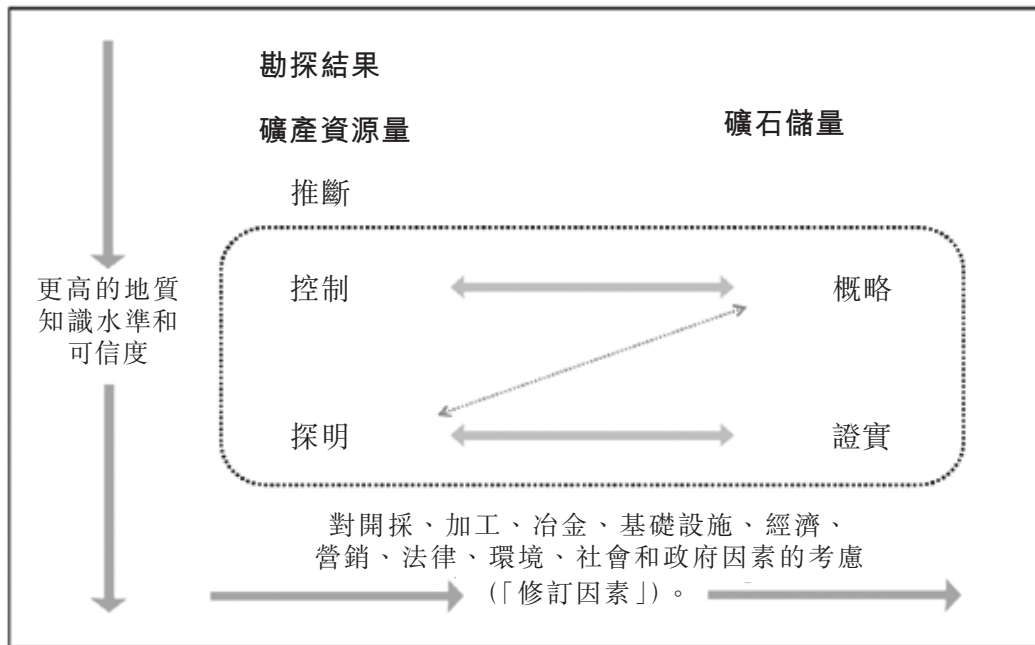 勘探結果
礦產資源量
礦石儲量
推斷
更高的地質
知識水準和
可信度
控制
概略
探明
證實
對開採、加工、冶金、基礎設施、經濟、
營銷、法律、環境、社會和政府因素的考慮
(「修訂因素」)。